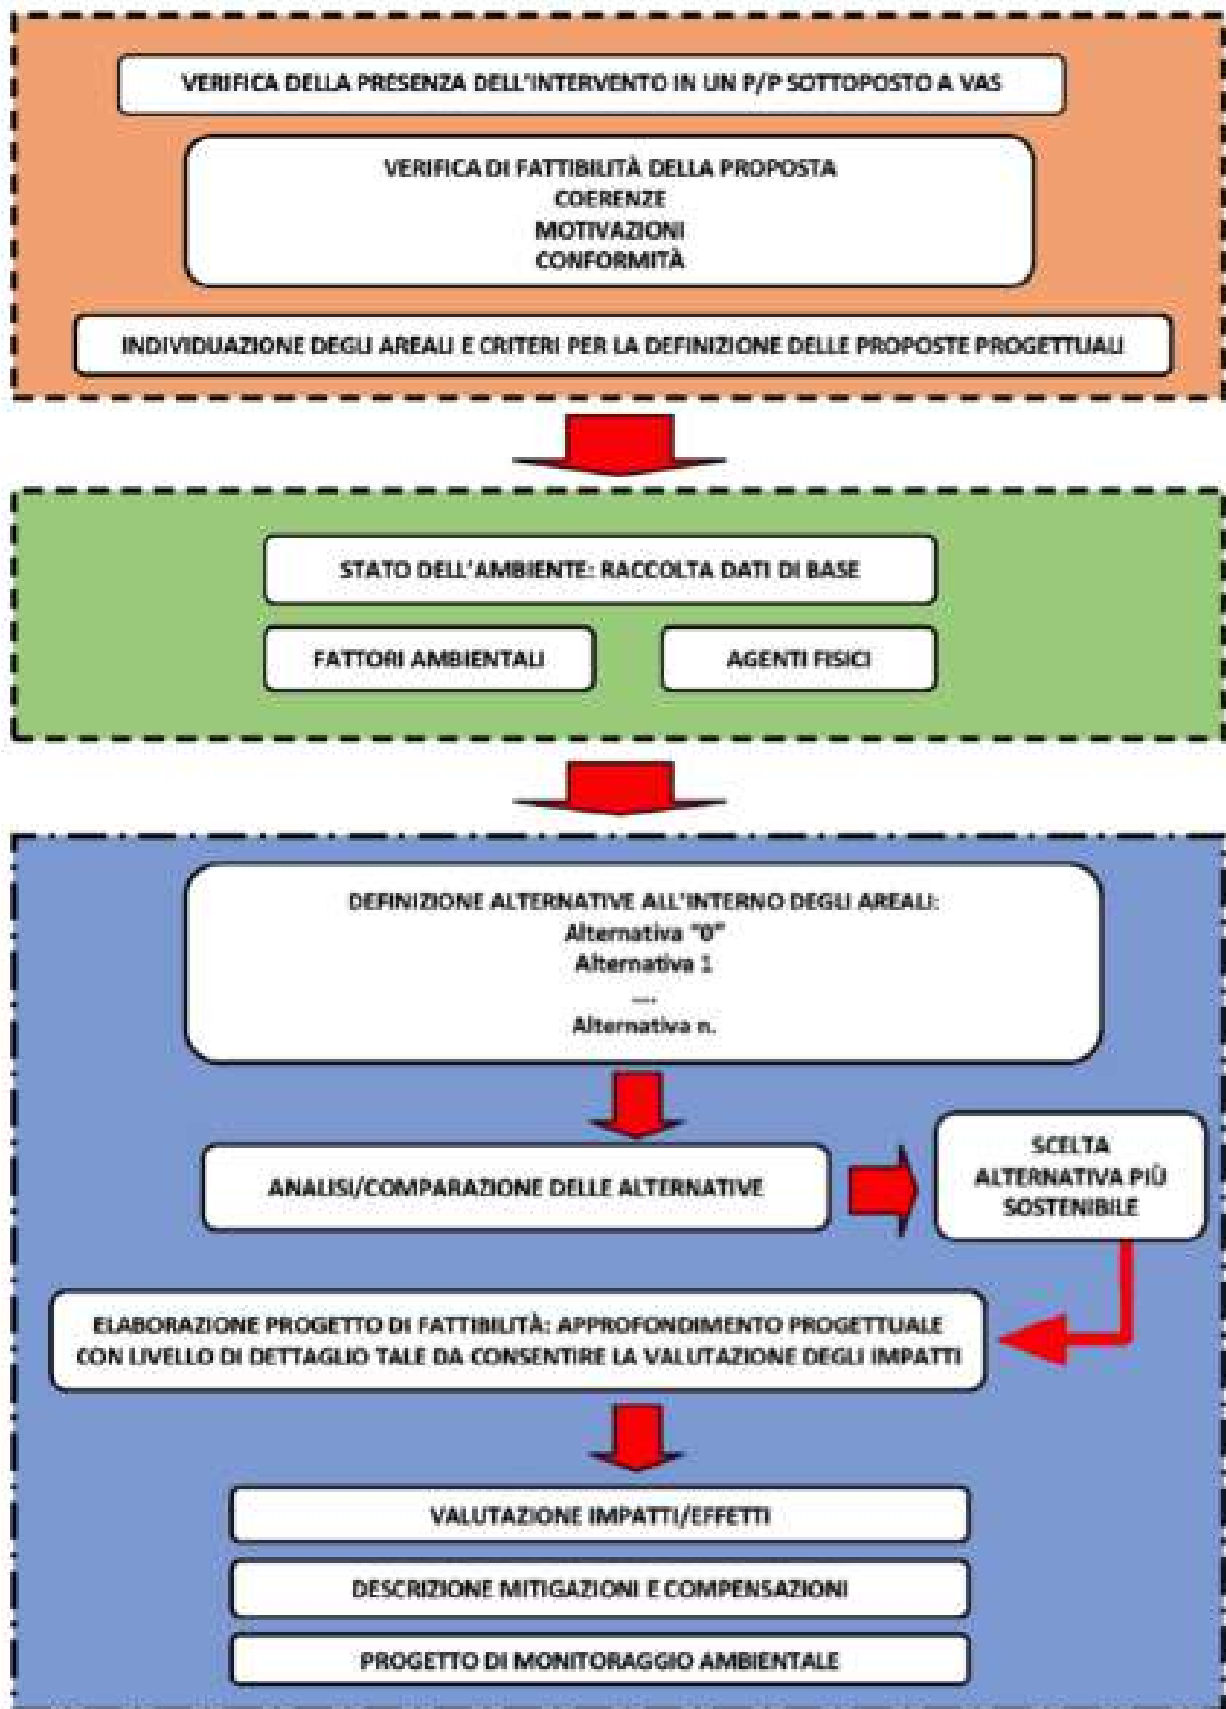 VERIFICA DELLA PRESENZA DELL'INTERVENTO IN UN P/P SOTTOPOSTO A VAS
VERIFICA DI FATTIBILITÀ DELLA PROPOSTA
COERENZE
MOTIVAZIONI
CONFORMITÀ
INDIVIDUAZIONE DEGLI AREALI E CRITERI PER LA DEFINIZIONE DELLE PROPOSTE PROGETTUALI
STATO DELL'AMBIENTE: RACCOLTA DATI DI BASE
FATTORI AMBIENTALI
AGENTI FISICI
DEFINIZIONE ALTERNATIVE ALL'INTERNO DEGLI AREALI:
Alternativa "0"
Alternativa 1
....
Alternativa n.
ANALISI/COMPARAZIONE DELLE ALTERNATIVE
SCELTA
ALTERNATIVA PIÙ
SOSTENIBILE
ELABORAZIONE PROGETTO DI FATTIBILITÀ: APPROFONDIMENTO PROGETTUALE
CON LIVELLO DI DETTAGLIO TALE DA CONSENTIRE LA VALUTAZIONE DEGLI IMPATTI
VALUTAZIONE IMPATTI/EFFETTI
DESCRIZIONE MITIGAZIONI E COMPENSAZIONI
PROGETTO DI MONITORAGGIO AMBIENTALE